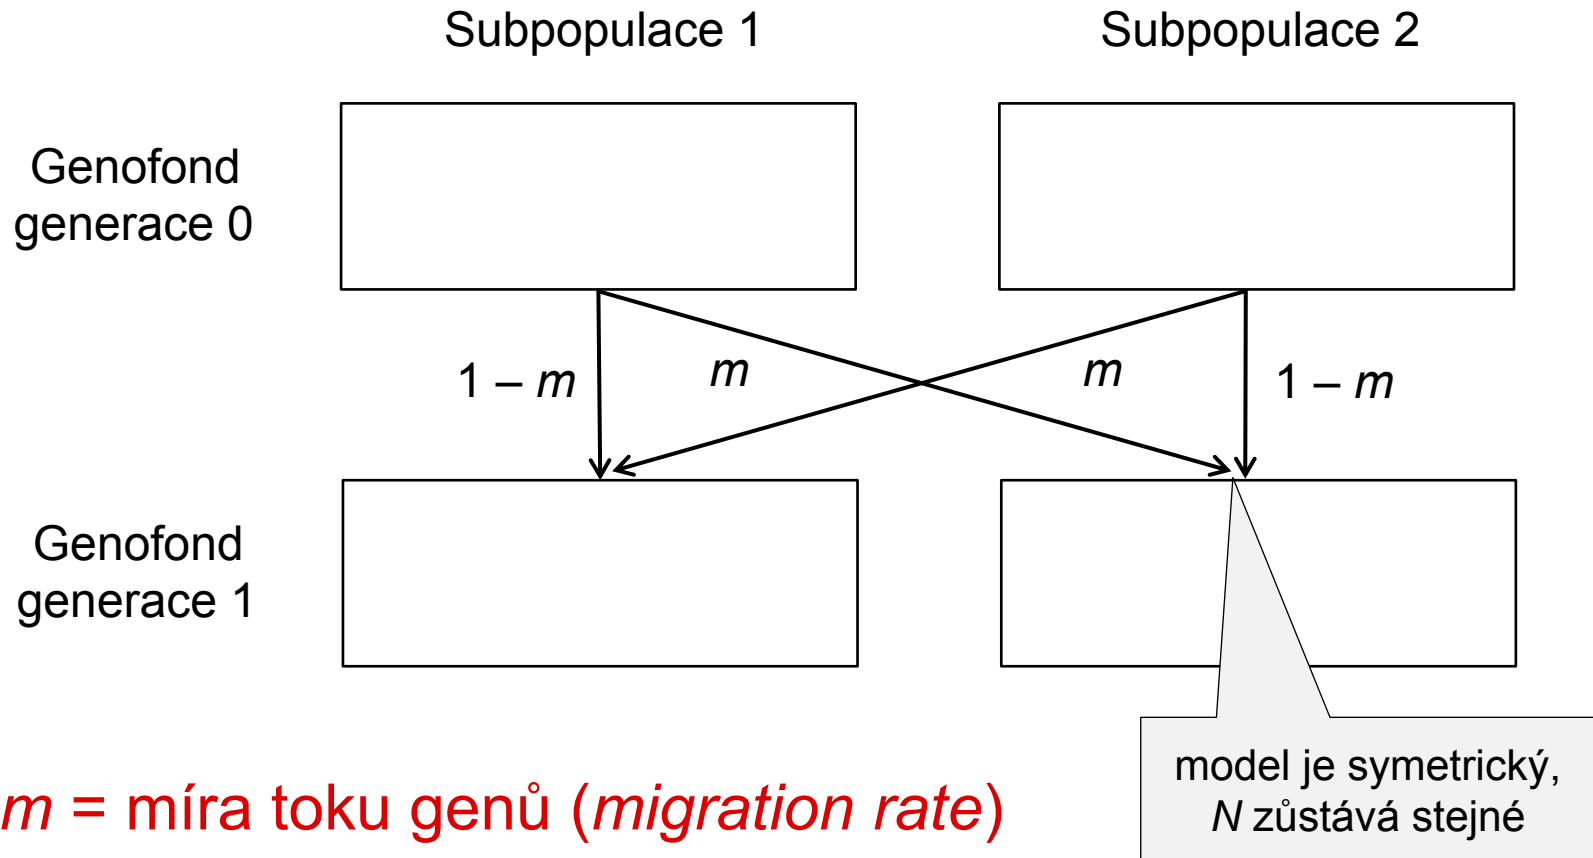 Subpopulace 1
Subpopulace 2
Genofond
generace 0
1 – m
m
m
1 – m
Genofond
generace 1
model je symetrický,
N zůstává stejné
m = míra toku genů (migration rate)